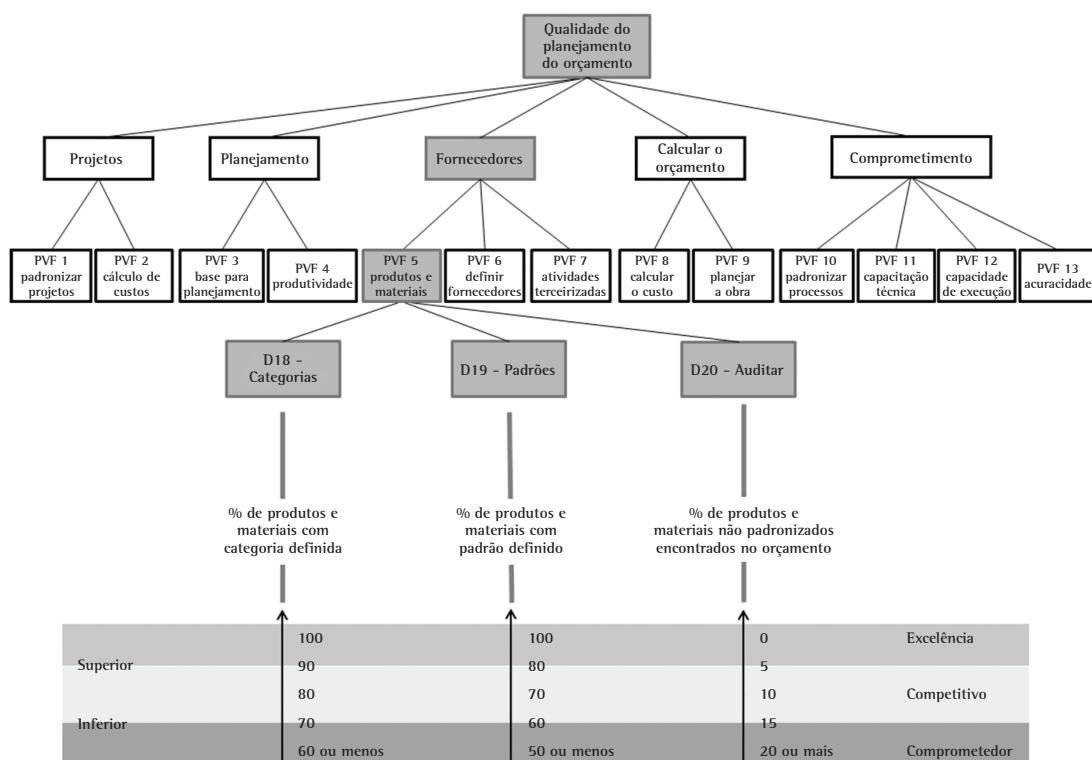 Qualidade do
planejamento
do orçamento
Projetos
Planejamento
Fornecedores
Calcular o
orçamento
Comprometimento
PVF 1
padronizar
projetos
PVF 2
cálculo de
custos
PVF 3
base para
planejamento
PVF 4
produtividade
PVF 5
produtos e
materiais
PVF 6
definir
fornecedores
PVF 7
atividades
terceirizadas
PVF 8
calcular
o custo
PVF 9
planejar
a obra
PVF 10
padronizar
processos
PVF 11
capacitação
técnica
PVF 12
capacidade
de execução
PVF 13
acuracidade
D18 -
Categorias
D19 - Padrões
D20 - Auditar
% de produtos e
materiais com
categoria definida
% de produtos e
materiais com
padrão definido
% de produtos e
materiais não padronizados
encontrados no orçamento
100 100 0 Excelência
Superior 90 80 5
80 70 10 Competitivo
Inferior 70 60 15
60 ou menos 50 ou menos 20 ou mais Comprometedor